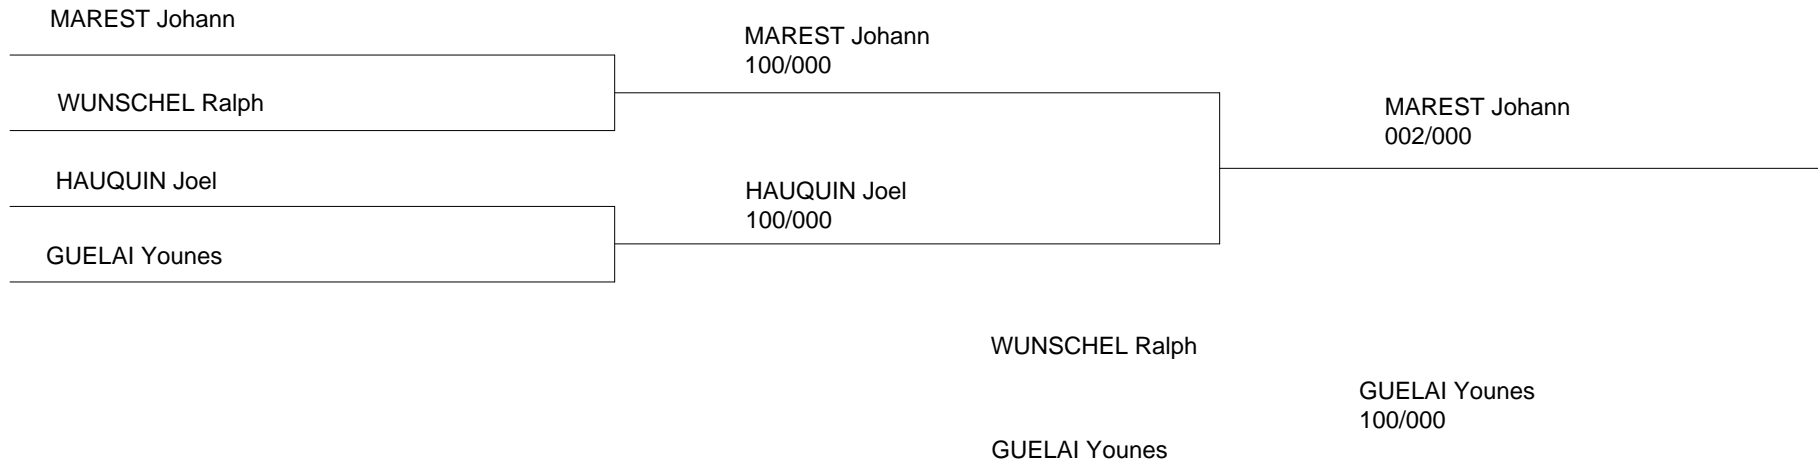 MAREST Johann
WUNSCHEL Ralph
HAUQUIN Joel
GUELAI Younes
MAREST Johann
100/000
HAUQUIN Joel
100/000
MAREST Johann
002/000
WUNSCHEL Ralph
GUELAI Younes
GUELAI Younes
100/000